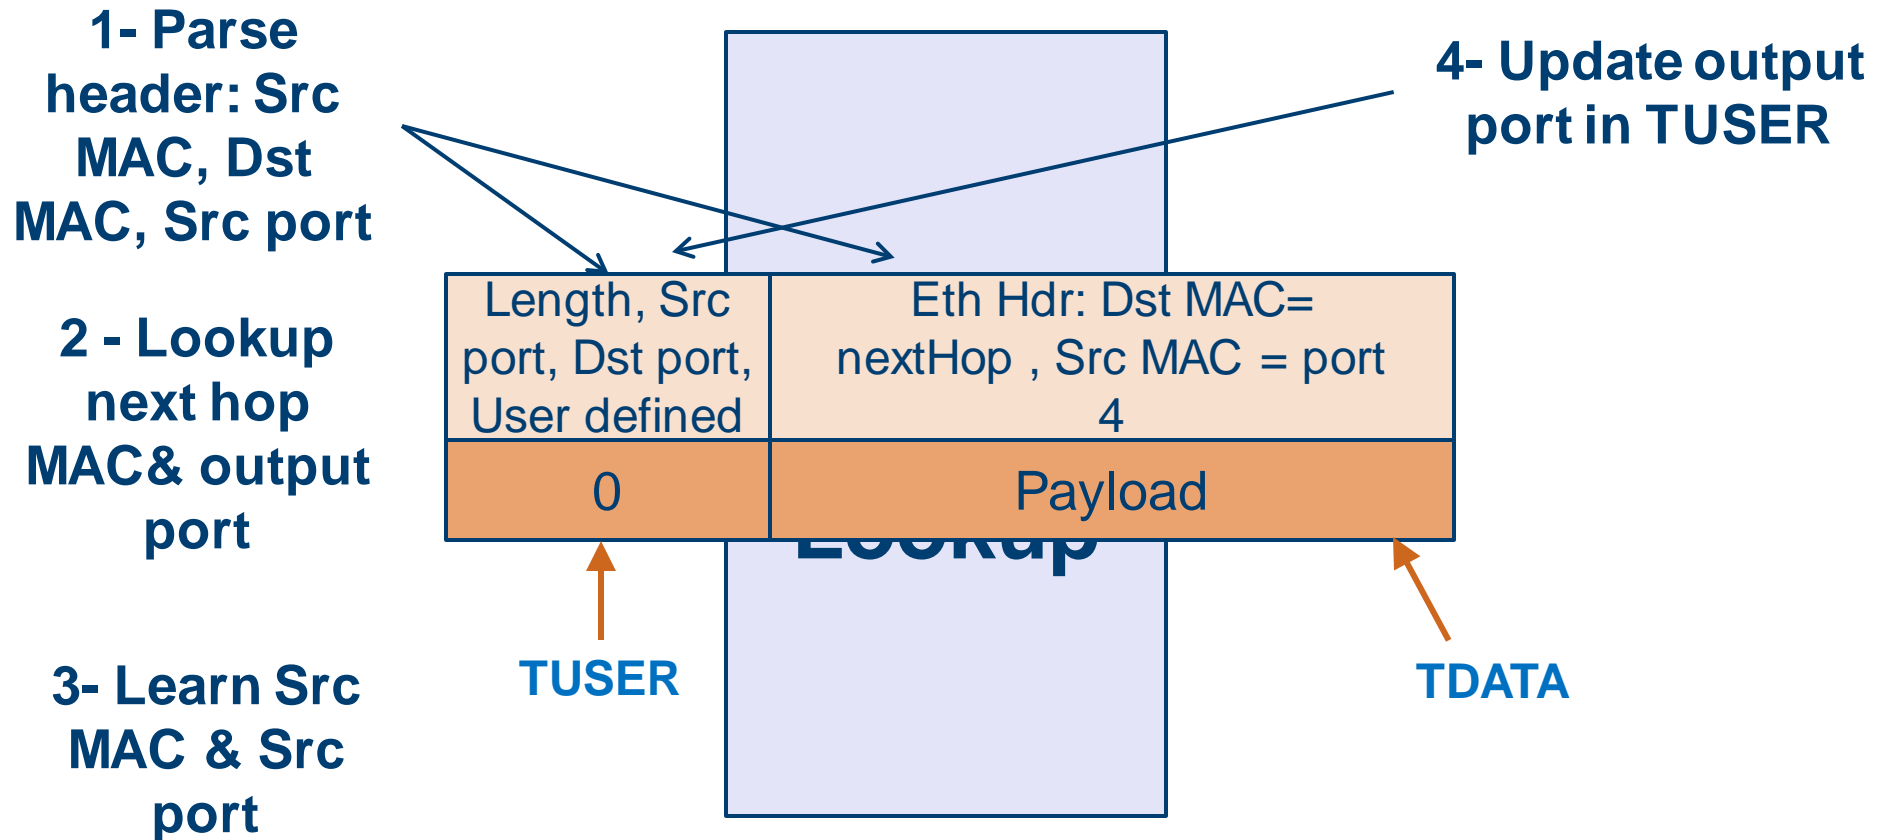 1- Parse
header: Src
MAC, Dst
MAC, Src port
4- Update output
port in TUSER
2 - Lookup
next hop
MAC& output
port
3- Learn Src
MAC & Src
port
Length, Src
port, Dst port,
User defined
Eth Hdr: Dst MAC=
nextHop , Src MAC = port
4
0
Payload
Lookup
TUSER
TDATA